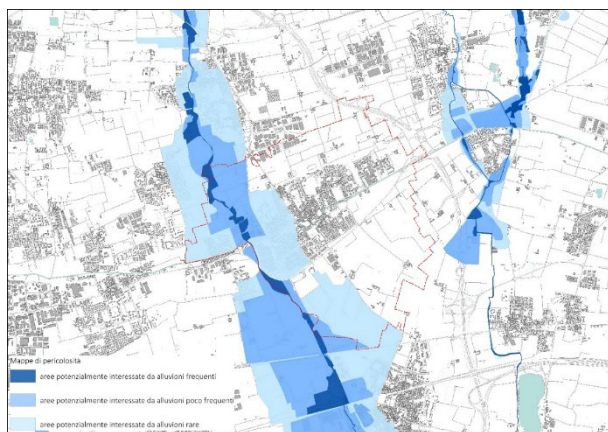 Mappe di pericolosità
aree potenzialmente interessate da alluvioni frequenti
aree potenzialmente interessate da alluvioni poco frequenti
aree potenzialmente interessate da alluvioni rare